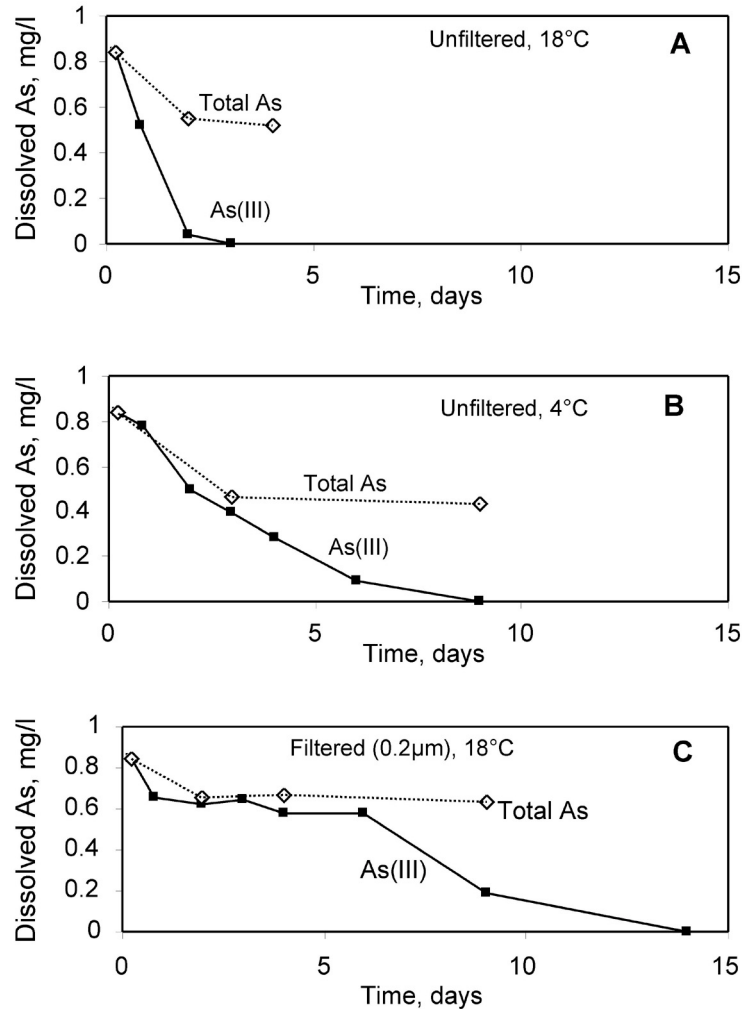 Dissolved As, mg/l
1
0.8
0.6
0.4
0.2
0
Unfiltered, 18°C
A
Total As
As(III)
0 5 10 15
Time, days
Dissolved As, mg/l
1
0.8
0.6
0.4
0.2
0
Unfiltered, 4°C
B
Total As
As(III)
0 5 10 15
Time, days
Dissolved As, mg/l
1
0.8
0.6
0.4
0.2
0
Filtered (0.2µm), 18°C
C
Total As
As(III)
0 5 10 15
Time, days